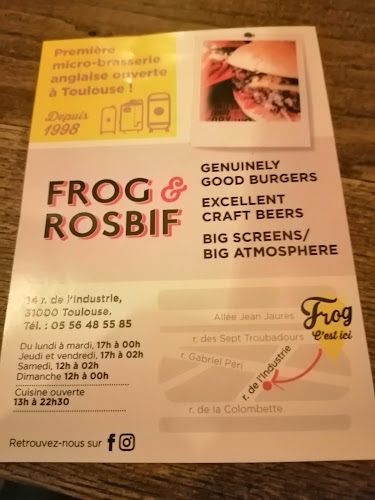 Première
micro-brasserie
anglaise ouverte
à Toulouse !
Depuis
1998
FROG &
ROSBIF
GENUINELY
GOOD BURGERS
EXCELLENT
CRAFT BEERS
BIG SCREENS/
BIG ATMOSPHERE
14 r. de l'Industrie,
31000 Toulouse.
Tél. : 05 56 48 55 85
Du lundi à mardi, 17h à 00h
Jeudi et vendredi, 17h à 02h
Samedi, 12h à 02h
Dimanche 12h à 00h
Cuisine ouverte
13h à 22h30
Allée Jean Jaurès
r. des Sept Troubadours
r. Gabriel Péri
r. de l'Industrie
r. de la Colombette
Frog
C'est ici
Retrouvez-nous sur